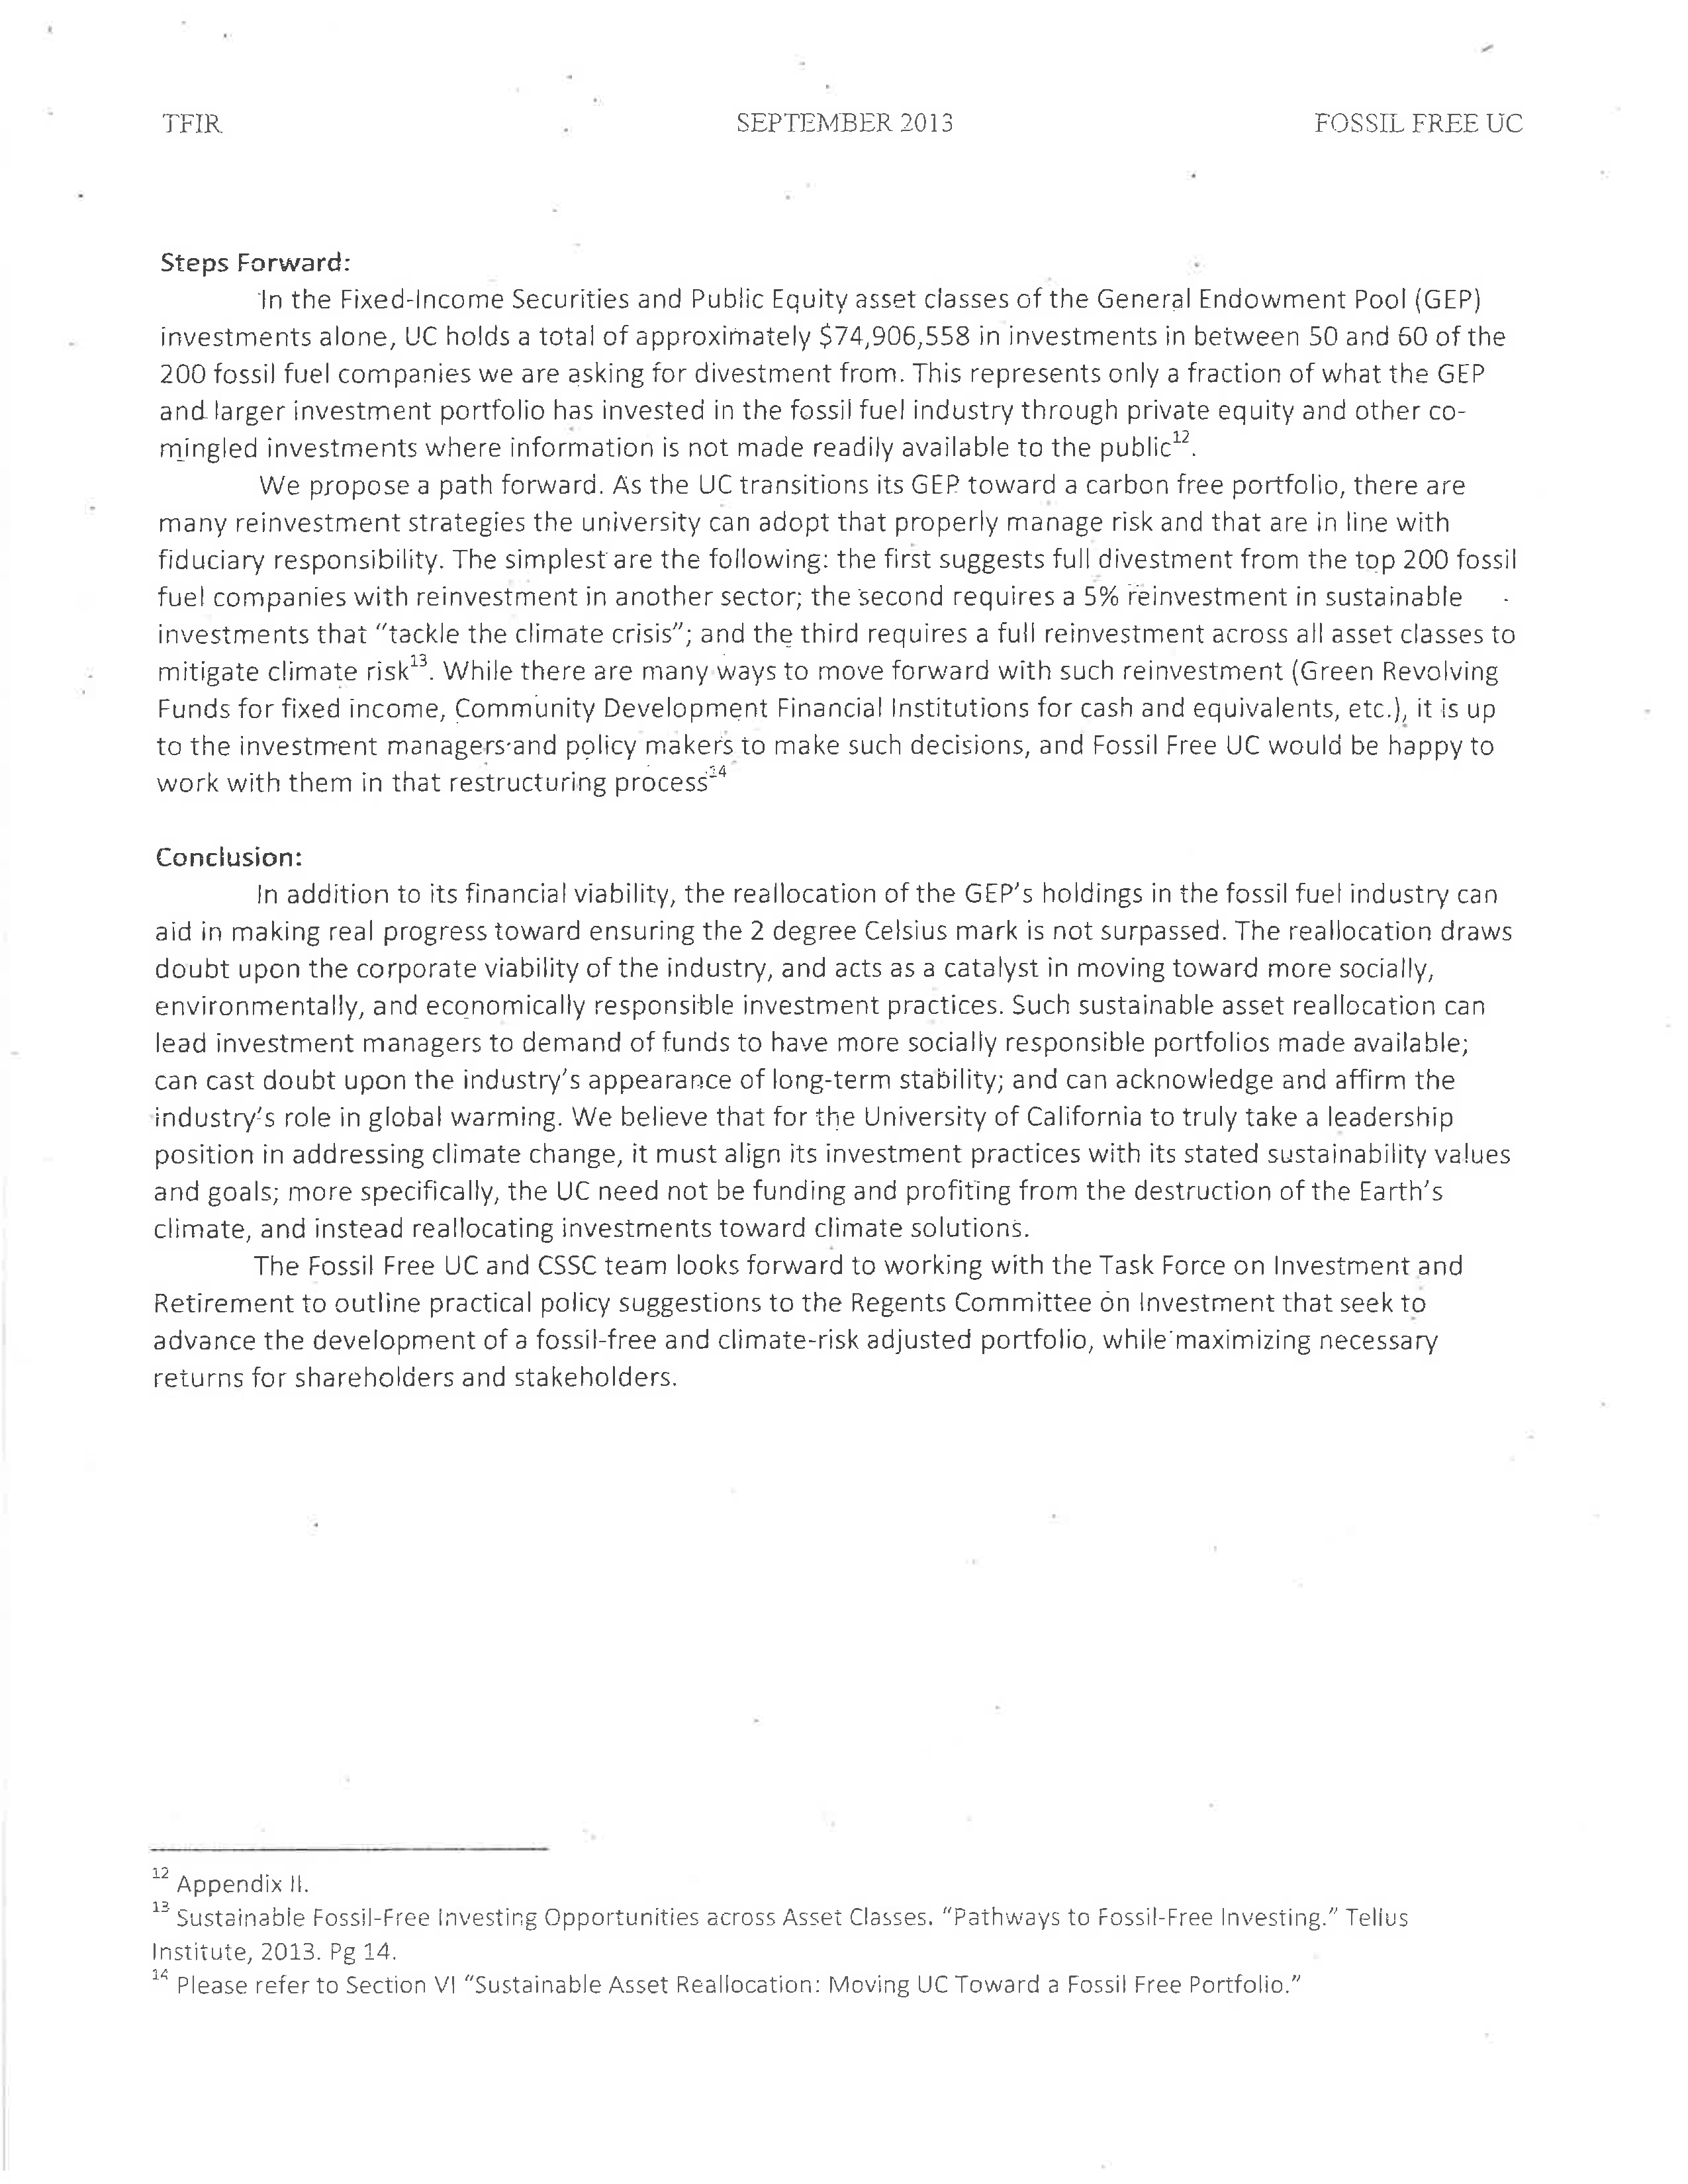 TFIR SEPTEMBER 2013 FOSSIL FREE UC
Steps Forward:
In the Fixed-Income Securities and Public Equity asset classes of the General Endowment Pool (GEP)
investments alone, UC holds a total of approximately $74,906,558 in investments in between 50 and 60 of the
200 fossil fuel companies we are asking for divestment from. This represents only a fraction of what the GEP
and larger investment portfolio has invested in the fossil fuel industry through private equity and other co-
mingled investments where information is not made readily available to the public12.
We propose a path forward. As the UC transitions its GEP toward a carbon free portfolio, there are
many reinvestment strategies the university can adopt that properly manage risk and that are in line with
fiduciary responsibility. The simplest are the following: the first suggests full divestment from the top 200 fossil
fuel companies with reinvestment in another sector; the second requires a 5% reinvestment in sustainable
investments that "tackle the climate crisis"; and the third requires a full reinvestment across all asset classes to
mitigate climate risk13. While there are many ways to move forward with such reinvestment (Green Revolving
Funds for fixed income, Community Development Financial Institutions for cash and equivalents, etc.), it is up
to the investment managers and policy makers to make such decisions, and Fossil Free UC would be happy to
work with them in that restructuring process14
Conclusion:
In addition to its financial viability, the reallocation of the GEP's holdings in the fossil fuel industry can
aid in making real progress toward ensuring the 2 degree Celsius mark is not surpassed. The reallocation draws
doubt upon the corporate viability of the industry, and acts as a catalyst in moving toward more socially,
environmentally, and economically responsible investment practices. Such sustainable asset reallocation can
lead investment managers to demand of funds to have more socially responsible portfolios made available;
can cast doubt upon the industry's appearance of long-term stability; and can acknowledge and affirm the
industry's role in global warming. We believe that for the University of California to truly take a leadership
position in addressing climate change, it must align its investment practices with its stated sustainability values
and goals; more specifically, the UC need not be funding and profiting from the destruction of the Earth's
climate, and instead reallocating investments toward climate solutions.
The Fossil Free UC and CSSC team looks forward to working with the Task Force on Investment and
Retirement to outline practical policy suggestions to the Regents Committee on Investment that seek to
advance the development of a fossil-free and climate-risk adjusted portfolio, while maximizing necessary
returns for shareholders and stakeholders.
12 Appendix II.
13 Sustainable Fossil-Free Investing Opportunities across Asset Classes. "Pathways to Fossil-Free Investing." Tellus
Institute, 2013. Pg 14.
14 Please refer to Section VI "Sustainable Asset Reallocation: Moving UC Toward a Fossil Free Portfolio."